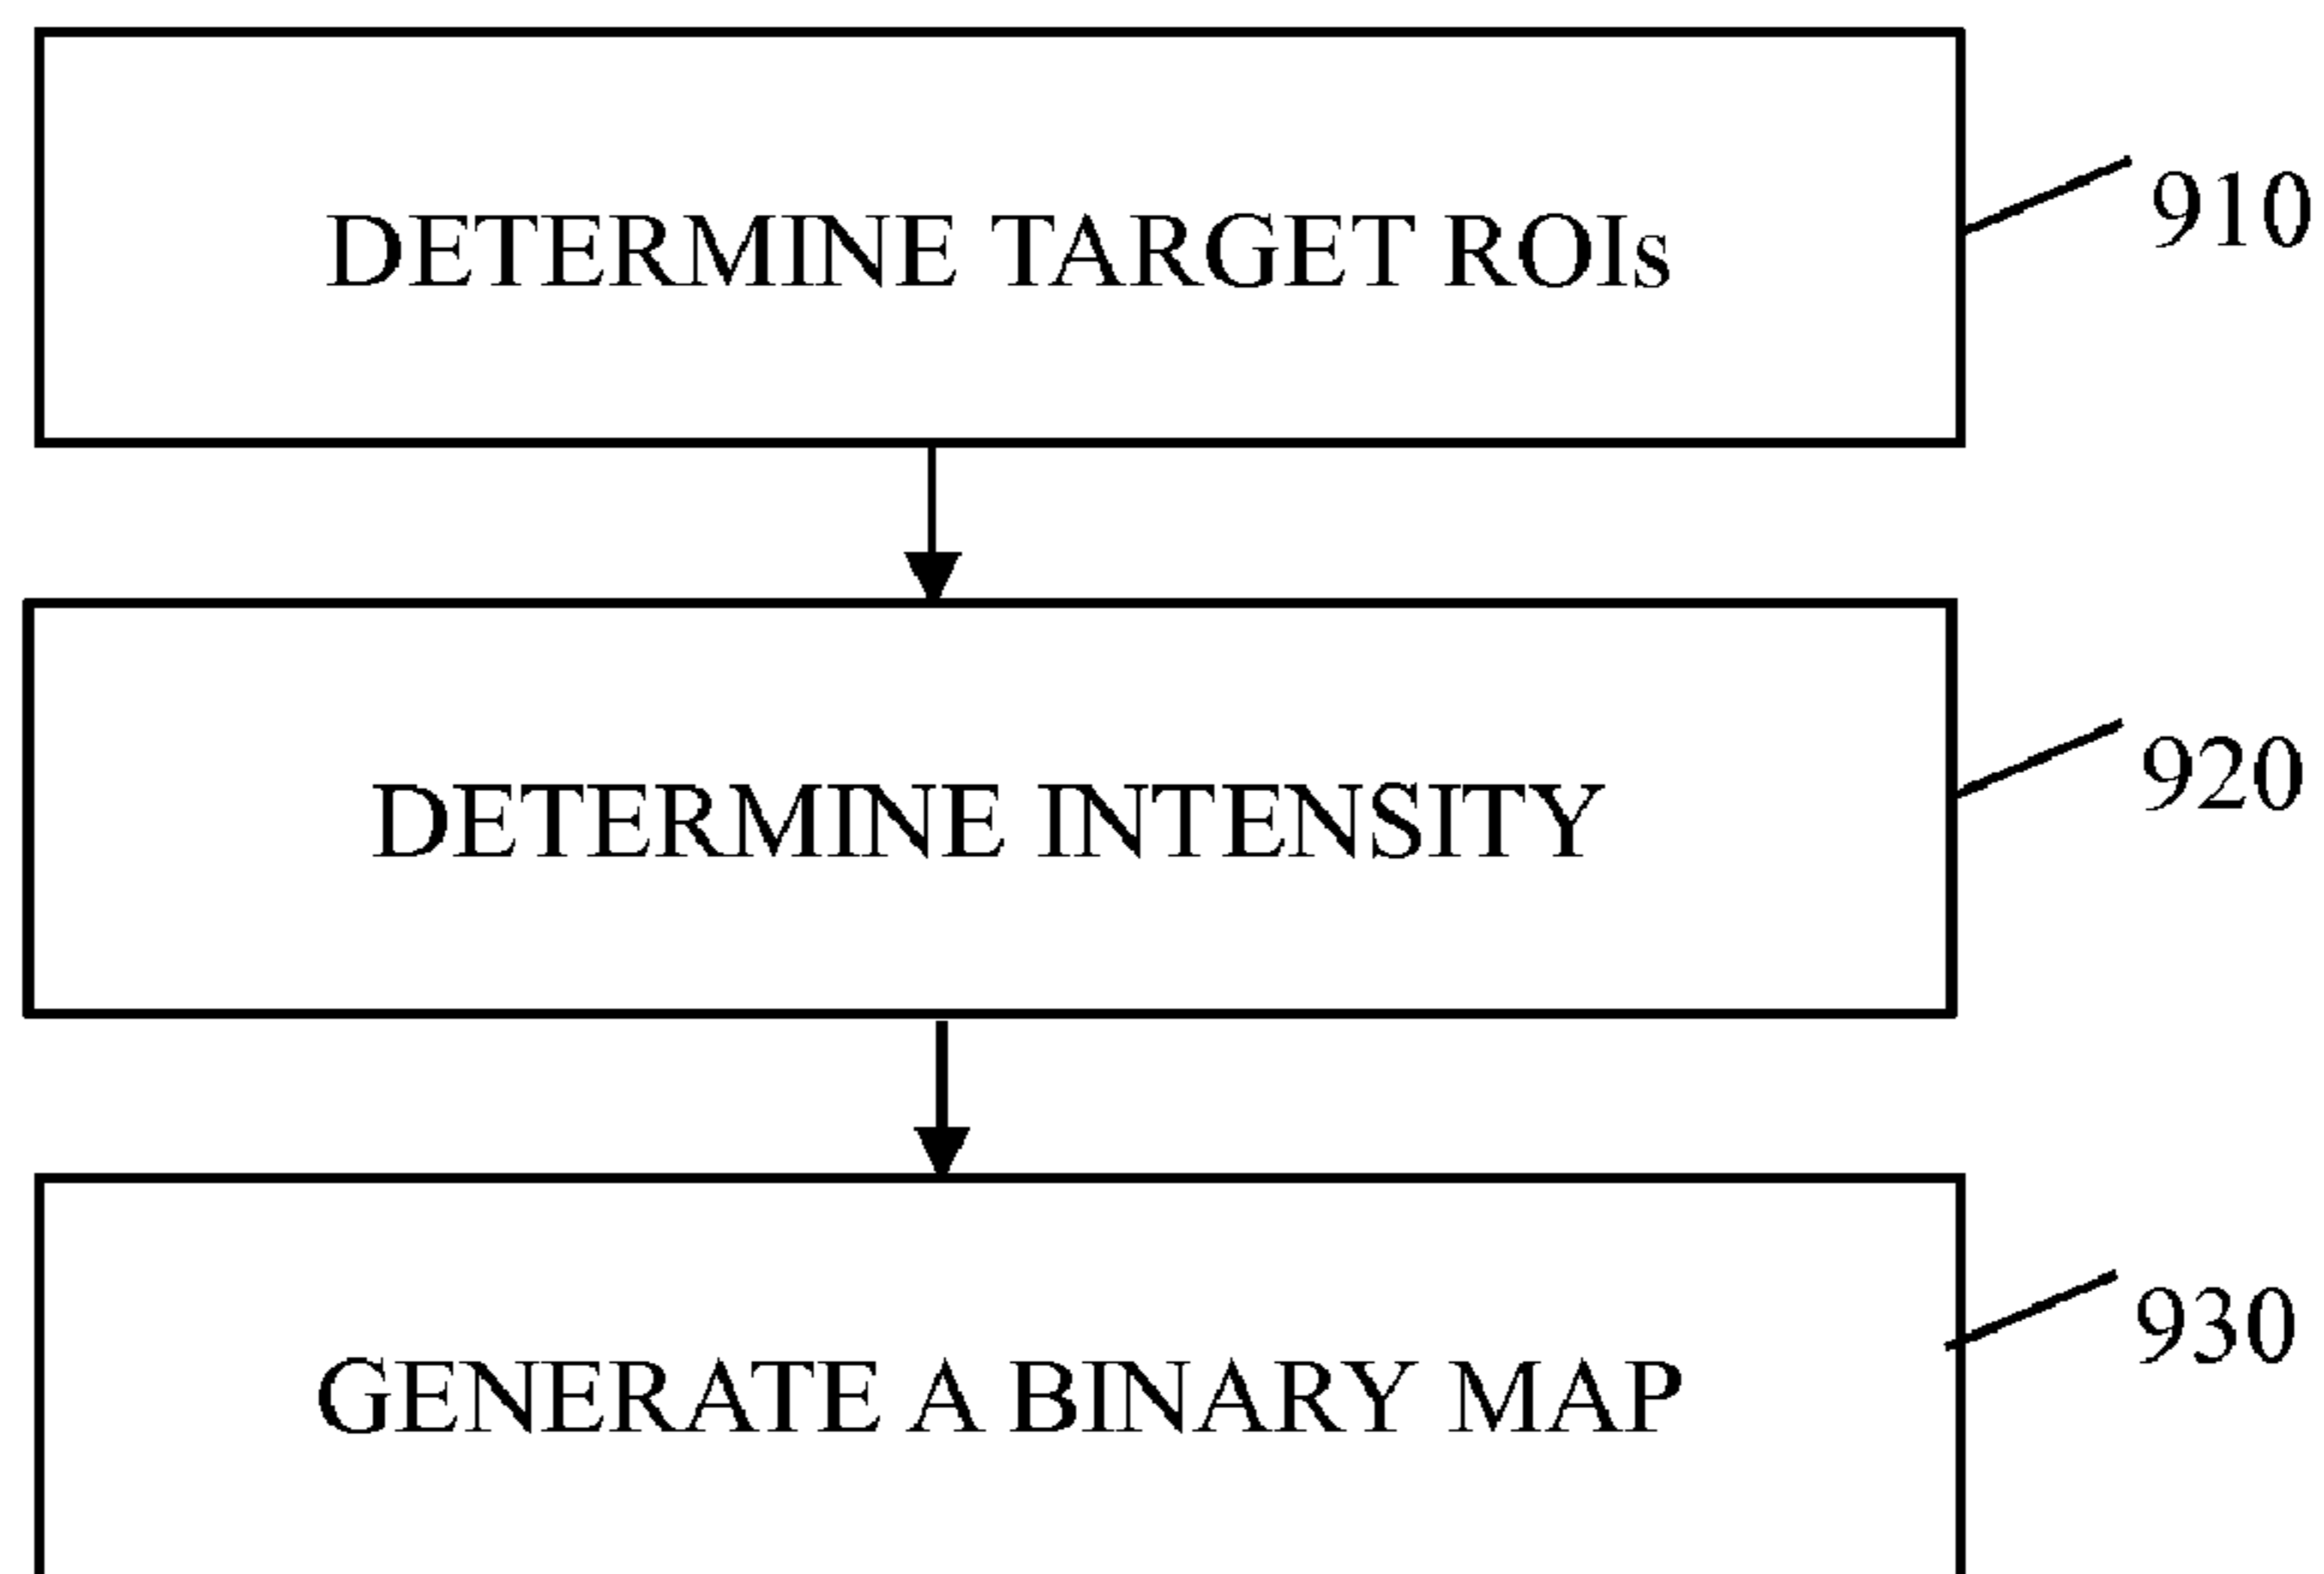 DETERMINE TARGET ROIs
910
DETERMINE INTENSITY
920
GENERATE A BINARY MAP
930